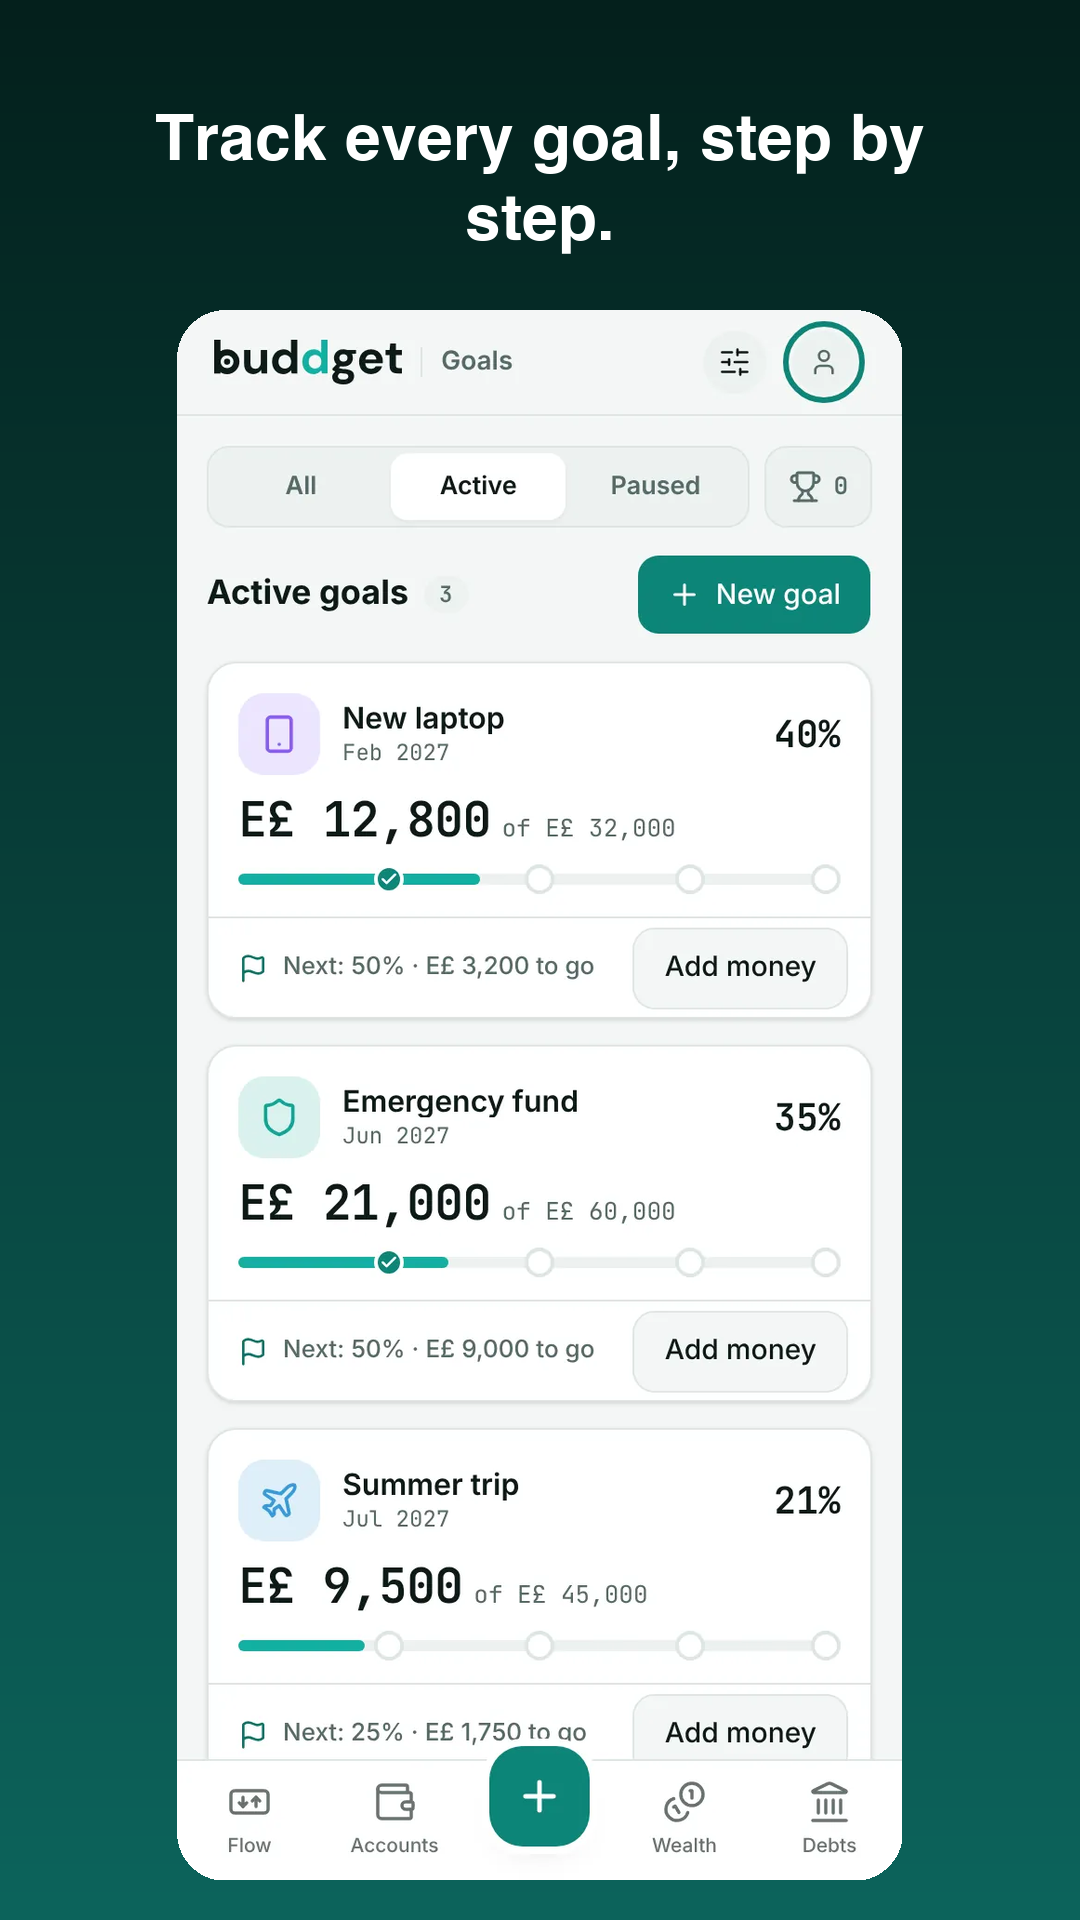 Track every goal, step by
step.
buddget
Goals
All
Active
Paused
0
Active goals 3
+ New goal
New laptop
Feb 2027
40%
E£ 12,800 of E£ 32,000
Next: 50% · E£ 3,200 to go
Add money
Emergency fund
Jun 2027
35%
E£ 21,000 of E£ 60,000
Next: 50% · E£ 9,000 to go
Add money
Summer trip
Jul 2027
21%
E£ 9,500 of E£ 45,000
Next: 25% · E£ 1,750 to go
Add money
Flow
Accounts
Wealth
Debts